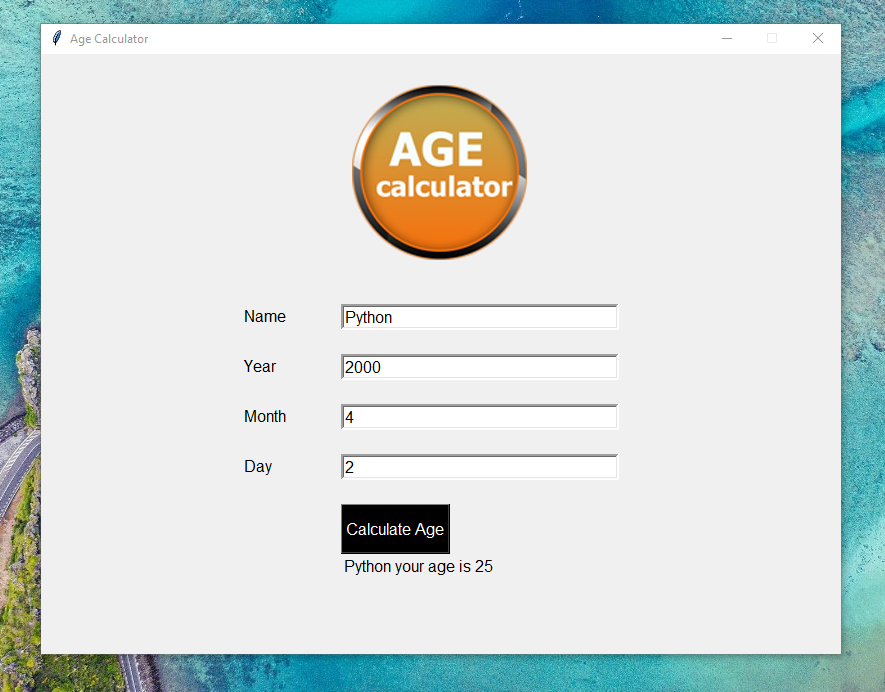 Age Calculator
AGE
calculator
Name Python
Year 2000
Month 4
Day 2
Calculate Age
Python your age is 25